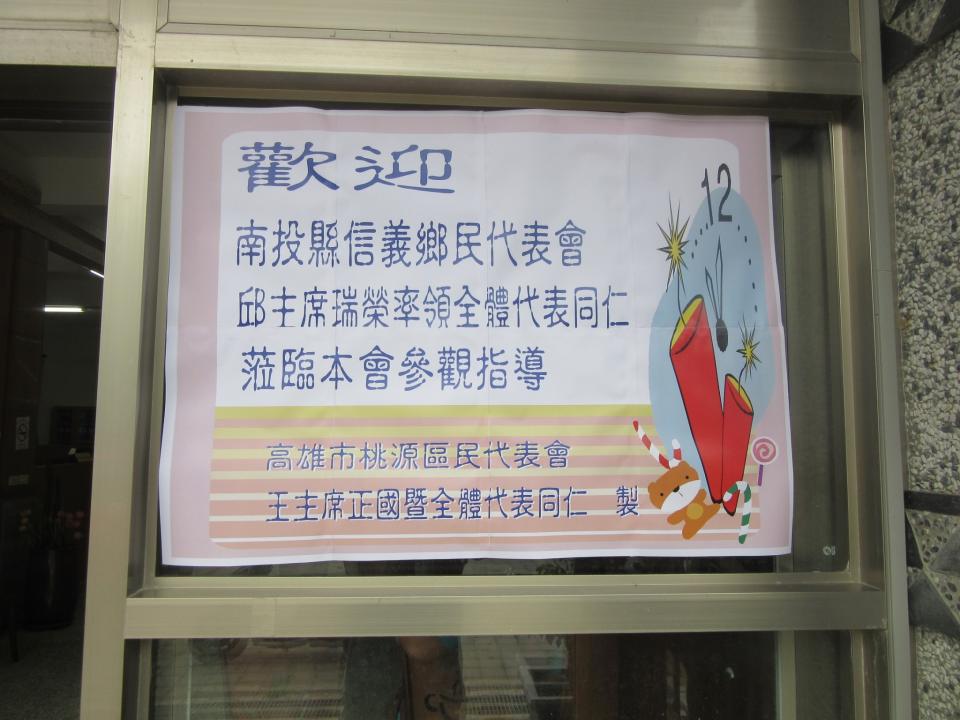 歡迎
南投縣信義鄉民代表會
邱主席瑞榮率領全體代表同仁
蒞臨本會參觀指導
高雄市桃源區民代表會
王主席正國暨全體代表同仁 製
12